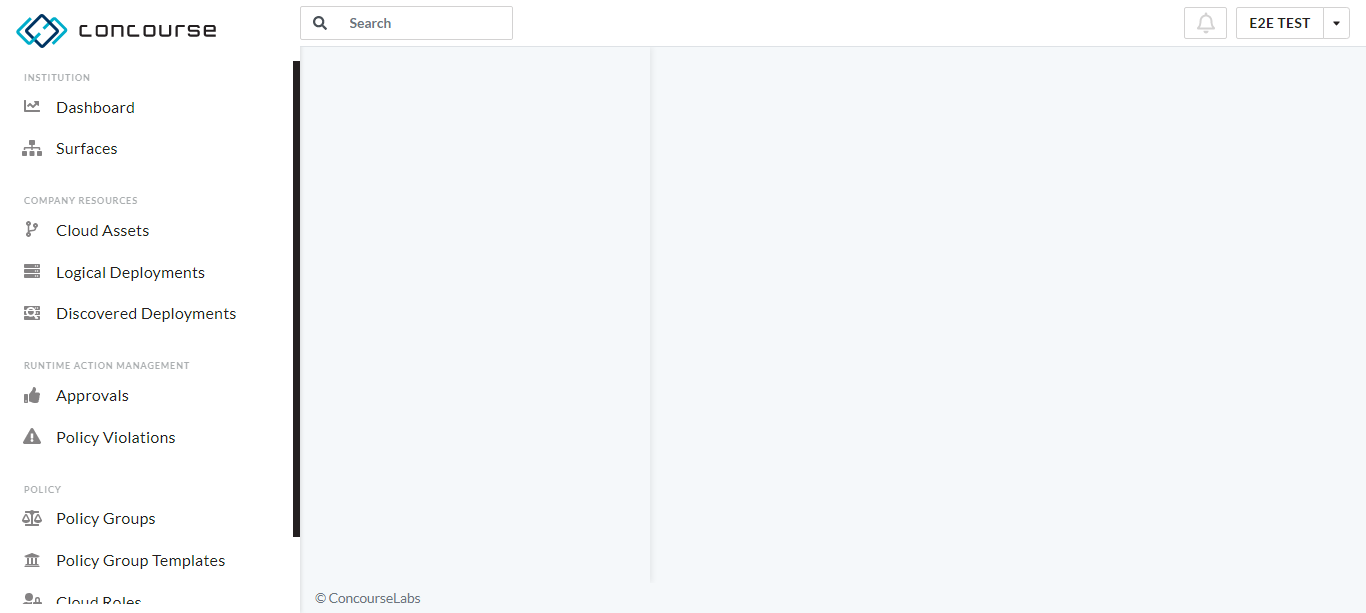 concourse
Search
E2E TEST
INSTITUTION
Dashboard
Surfaces
COMPANY RESOURCES
Cloud Assets
Logical Deployments
Discovered Deployments
RUNTIME ACTION MANAGEMENT
Approvals
Policy Violations
POLICY
Policy Groups
Policy Group Templates
Cloud Roles
© ConcourseLabs